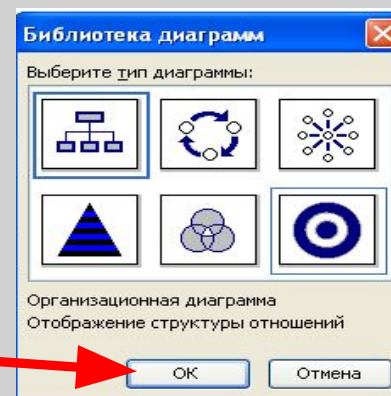 Библиотека диаграмм
Выберите тип диаграммы:
Организационная диаграмма
Отображение структуры отношений
ОК
Отмена